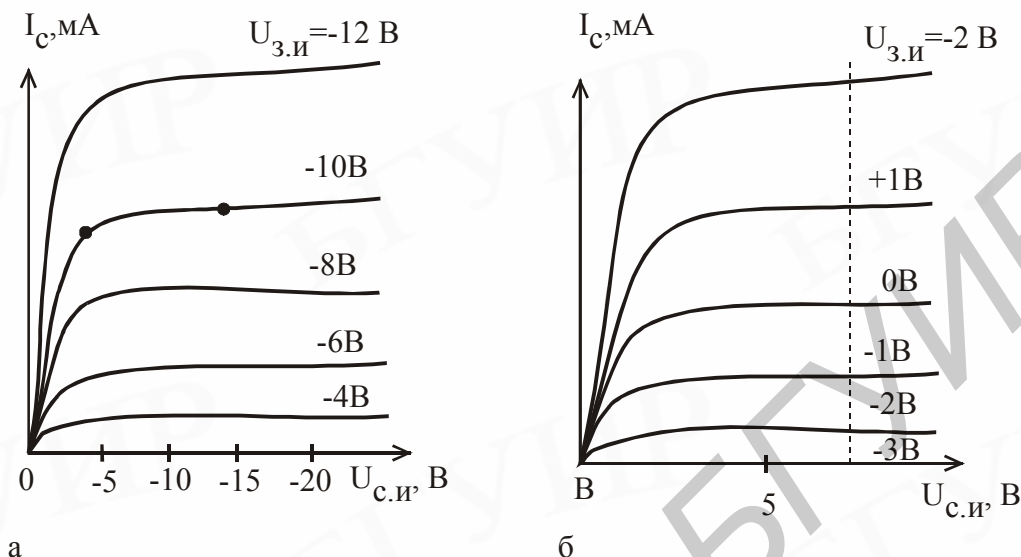 I_с,мА
U_з.и=-12 В
-10В
-8В
-6В
-4В
0 -5 -10 -15 -20 U_с.и, В
а
I_с,мА
U_з.и=-2 В
+1В
0В
-1В
-2В
-3В
В 5 U_с.и, В
б
БГУИР